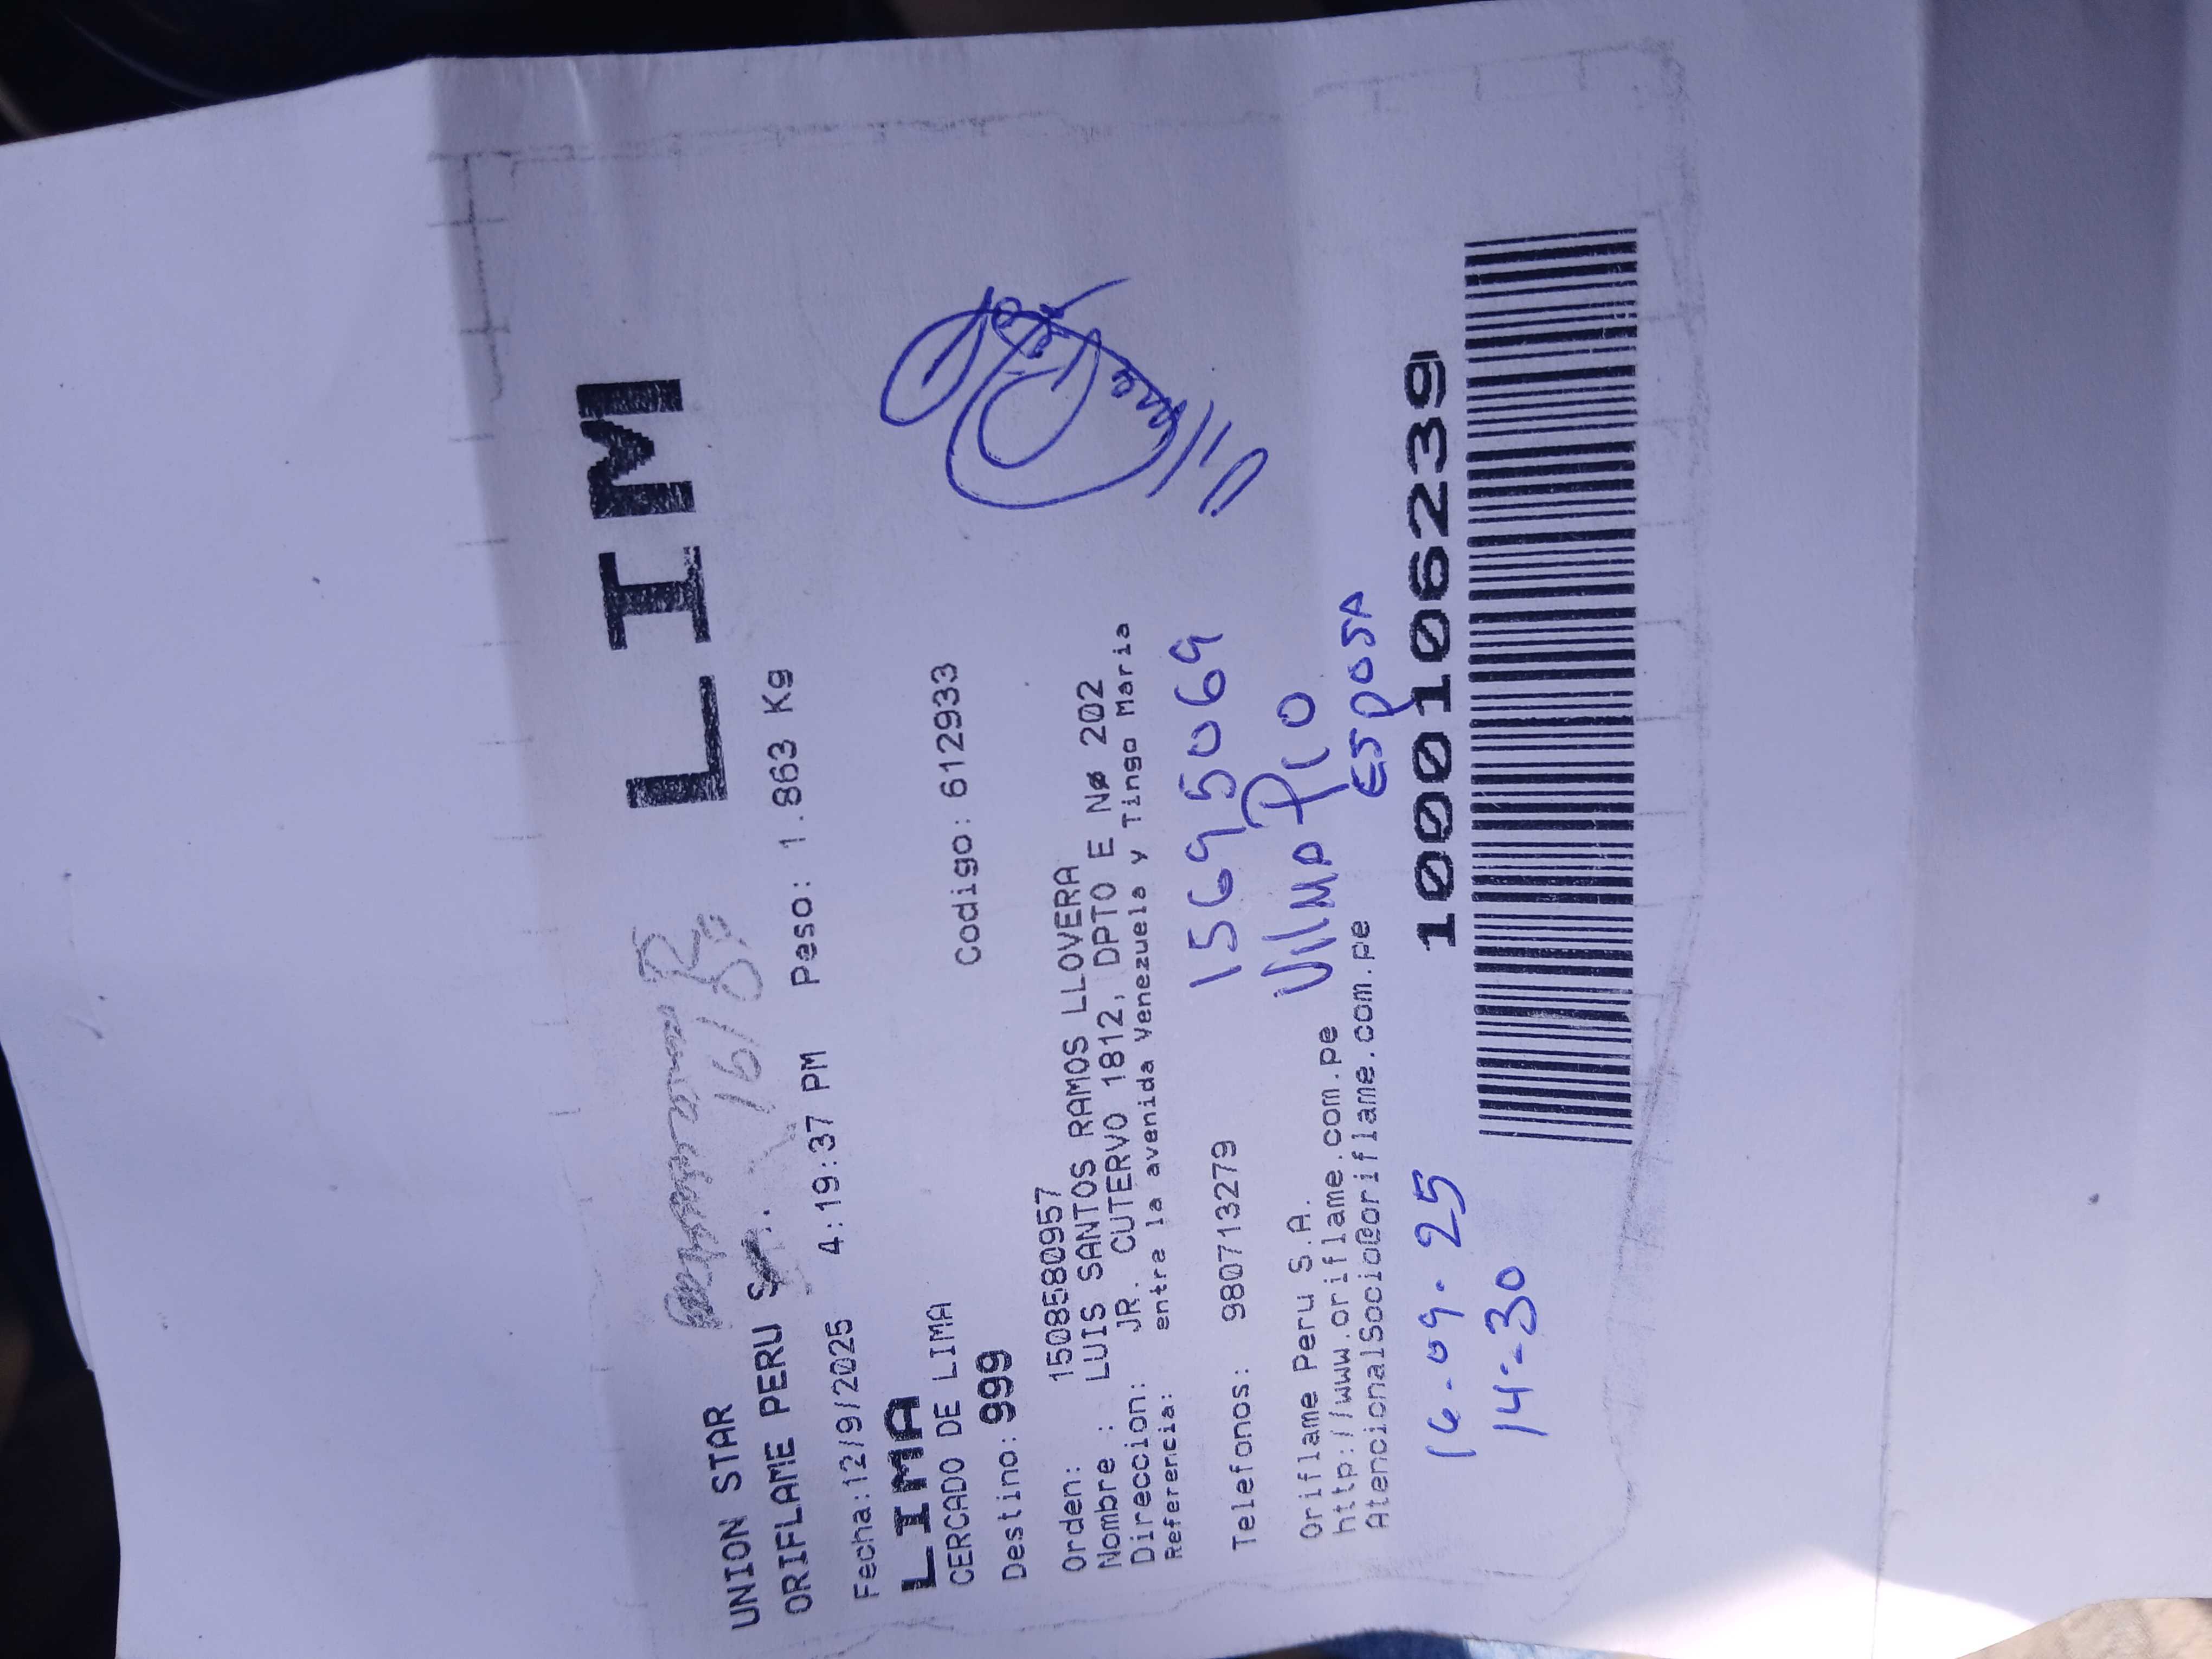 LIM
UNION STAR
ORIFLAME PERU S
Fecha:12/9/2025 4:19:37 PM Peso: 1.863 Kg
LIMA
CERCADO DE LIMA
Codigo: 612933
Destino: 999
Orden: 1508580957
Nombre : LUIS SANTOS RAMOS LLOVERA
Direccion: JR. CUTERVO 1812, DPTO E Nø 202
Referencia: entre la avenida Venezuela y Tingo Maria
15695069
Telefonos: 980713279
Vilma Pio
Esposa
Oriflame Peru S.A.
http://www.oriflame.com.pe
AtencionalSocio@oriflame.com.pe
1000106239
16-09-25
14:30